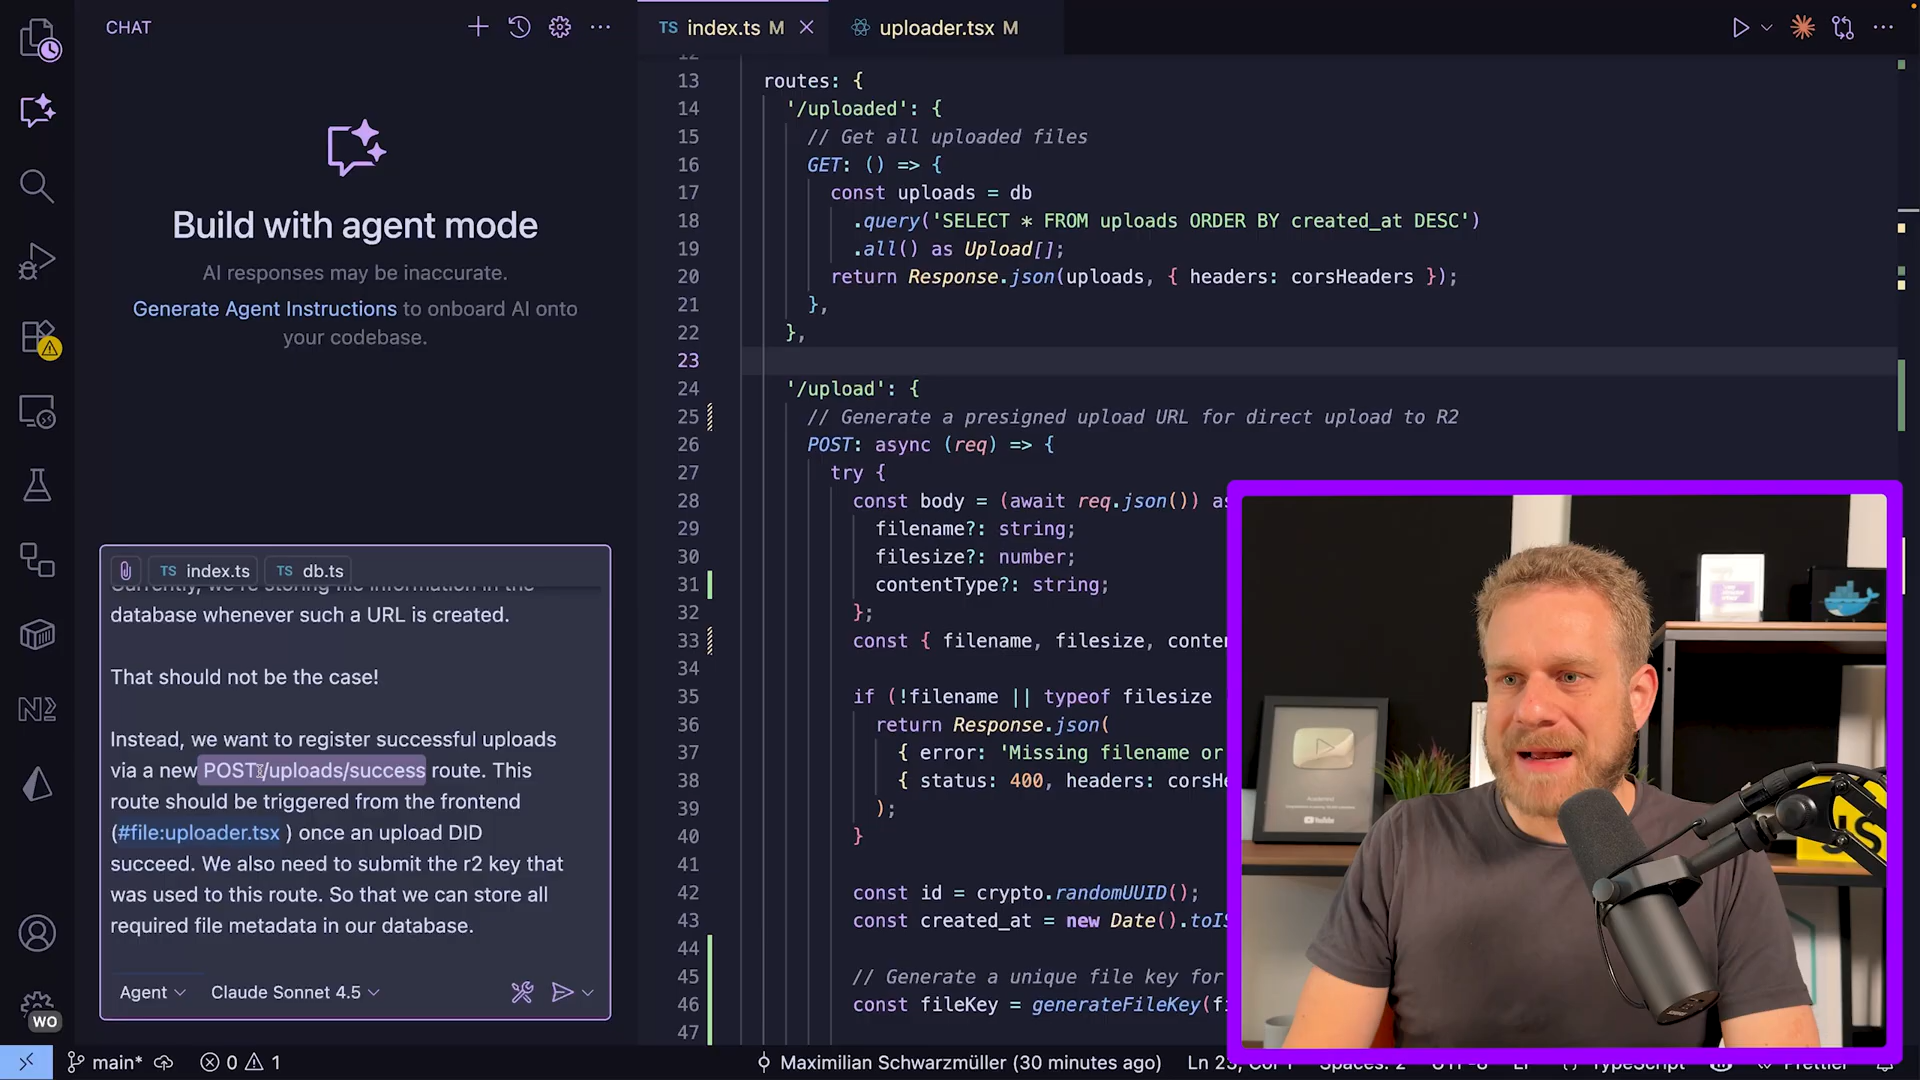 CHAT
Build with agent mode
AI responses may be inaccurate.
Generate Agent Instructions to onboard AI onto
your codebase.
TS index.ts
TS db.ts
database whenever such a URL is created.
That should not be the case!
Instead, we want to register successful uploads
via a new POST /uploads/success route. This
route should be triggered from the frontend
(#file:uploader.tsx ) once an upload DID
succeed. We also need to submit the r2 key that
was used to this route. So that we can store all
required file metadata in our database.
Agent
Claude Sonnet 4.5
WO
TS index.ts M
uploader.tsx M
12
13 routes: {
14 '/uploaded': {
15 // Get all uploaded files
16 GET: () => {
17 const uploads = db
18 .query('SELECT * FROM uploads ORDER BY created_at DESC')
19 .all() as Upload[];
20 return Response.json(uploads, { headers: corsHeaders });
21 },
22 },
23
24 '/upload': {
25 // Generate a presigned upload URL for direct upload to R2
26 POST: async (req) => {
27 try {
28 const body = (await req.json()) as
29 filename?: string;
30 filesize?: number;
31 contentType?: string;
32 };
33 const { filename, filesize, conten
34
35 if (!filename || typeof filesize
36 return Response.json(
37 { error: 'Missing filename or
38 { status: 400, headers: corsHe
39 );
40 }
41
42 const id = crypto.randomUUID();
43 const created_at = new Date().toIS
44
45 // Generate a unique file key for
46 const fileKey = generateFileKey(fi
47
main*
0
1
Maximilian Schwarzmüller (30 minutes ago)
YouTube